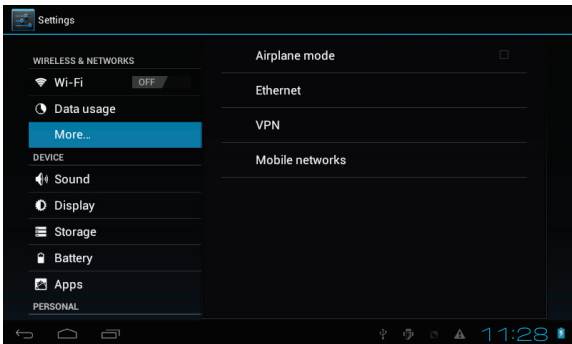 Settings
WIRELESS & NETWORKS
Wi-Fi OFF
Data usage
More...
DEVICE
Sound
Display
Storage
Battery
Apps
PERSONAL
Airplane mode
Ethernet
VPN
Mobile networks
11:28